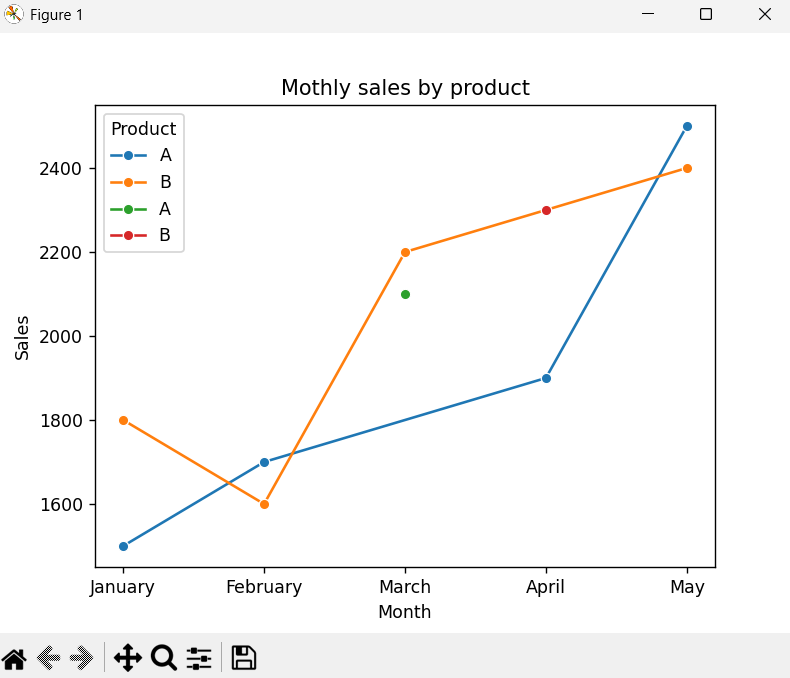 Figure 1
Mothly sales by product
Product
A
B
A
B
2400
2200
2000
1800
1600
Sales
January February March April May
Month